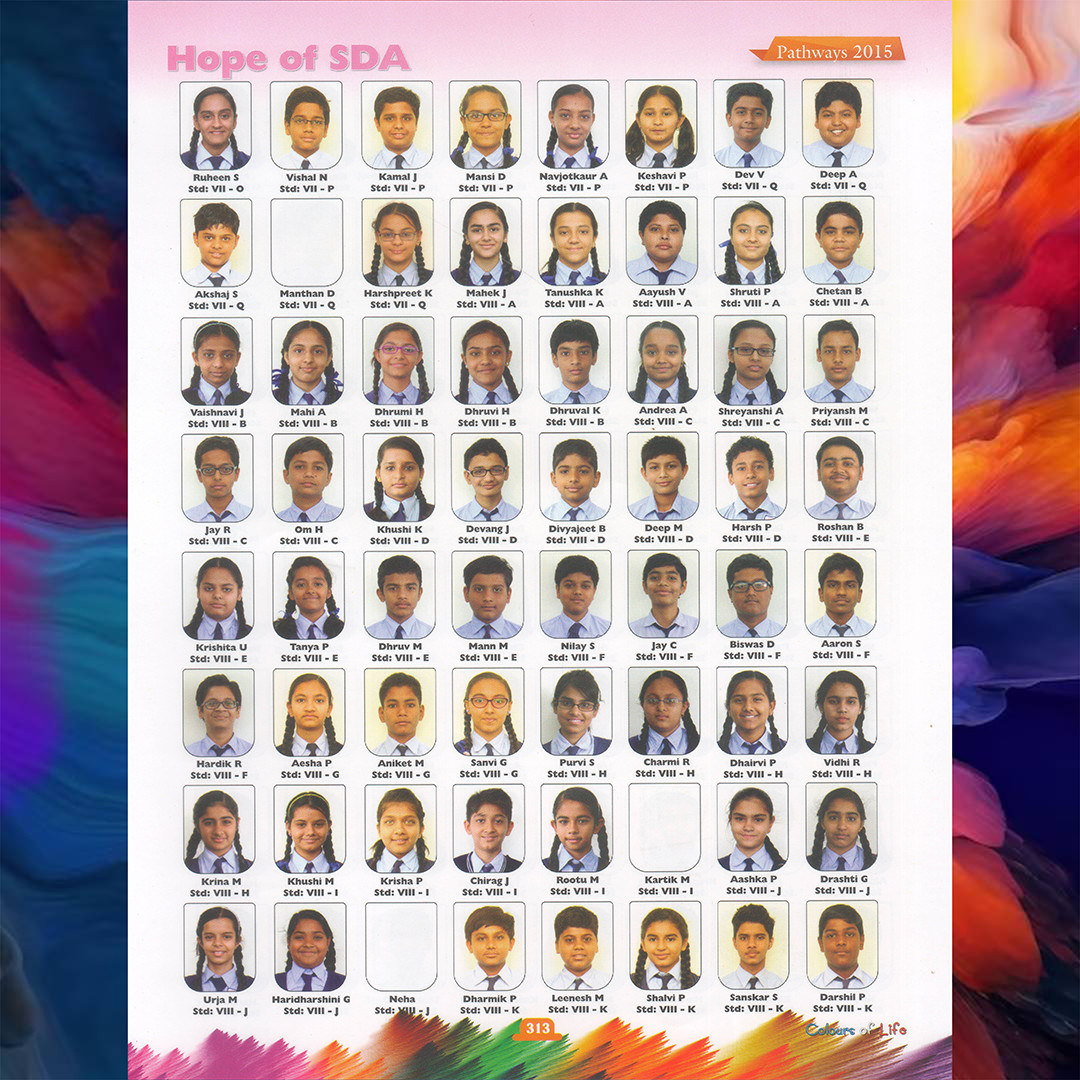 Hope of SDA
Pathways 2015
Ruheen S Vishal N Kamal J Mansi D Navjotkaur A Keshavi P Dev V Deep A
Std: VII - O Std: VII - P Std: VII - P Std: VII - P Std: VII - P Std: VII - P Std: VII - Q Std: VII - Q
Akshaj S Manthan D Harshpreet K Mahek J Tanushka K Aayush V Shruti P Chetan B
Std: VII - Q Std: VII - Q Std: VII - Q Std: VIII - A Std: VIII - A Std: VIII - A Std: VIII - A Std: VIII - A
Vaishnavi J Mahi A Dhrumi H Dhruvi H Dhruval K Andrea A Shreyanshi A Priyansh M
Std: VIII - B Std: VIII - B Std: VIII - B Std: VIII - B Std: VIII - B Std: VIII - C Std: VIII - C Std: VIII - C
Jay R Om H Khushi K Devang J Divyajeet B Deep M Harsh P Roshan B
Std: VIII - C Std: VIII - C Std: VIII - D Std: VIII - D Std: VIII - D Std: VIII - D Std: VIII - D Std: VIII - E
Krishita U Tanya P Dhruv M Mann M Nilay S Jay C Biswas D Aaron S
Std: VIII - E Std: VIII - E Std: VIII - E Std: VIII - E Std: VIII - F Std: VIII - F Std: VIII - F Std: VIII - F
Hardik R Aesha P Aniket M Sanvi G Purvi S Charmi R Dhairvi P Vidhi R
Std: VIII - F Std: VIII - G Std: VIII - G Std: VIII - G Std: VIII - H Std: VIII - H Std: VIII - H Std: VIII - H
Krina M Khushi M Krisha P Chirag J Rootu M Kartik M Aashka P Drashti G
Std: VIII - H Std: VIII - I Std: VIII - I Std: VIII - I Std: VIII - I Std: VIII - I Std: VIII - J Std: VIII - J
Urja M Haridharshini G Neha Dharmik P Leenesh M Shalvi P Sanskar S Darshil P
Std: VIII - J Std: VIII - J Std: VIII - J Std: VIII - K Std: VIII - K Std: VIII - K Std: VIII - K Std: VIII - K
313
Colours of Life